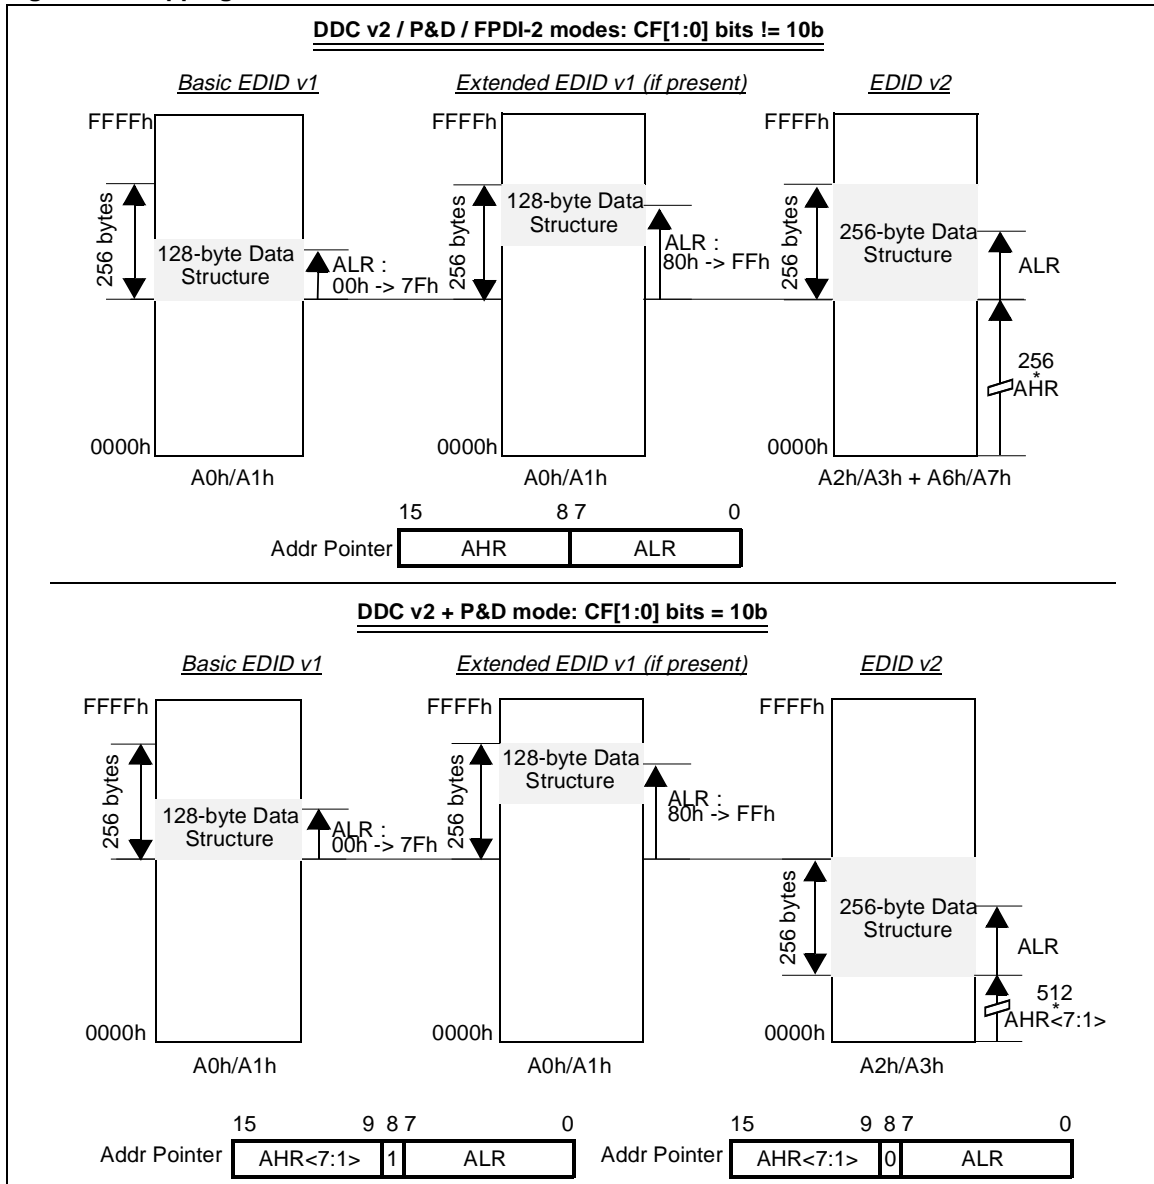 DDC v2 / P&D / FPDI-2 modes: CF[1:0] bits != 10b
Basic EDID v1
Extended EDID v1 (if present)
EDID v2
FFFFh
FFFFh
FFFFh
256 bytes
128-byte Data
Structure
ALR :
00h -> 7Fh
256 bytes
128-byte Data
Structure
ALR :
80h -> FFh
256 bytes
256-byte Data
Structure
ALR
256
*
AHR
0000h
0000h
0000h
A0h/A1h
A0h/A1h
A2h/A3h + A6h/A7h
15 8 7 0
Addr Pointer AHR ALR
DDC v2 + P&D mode: CF[1:0] bits = 10b
Basic EDID v1
Extended EDID v1 (if present)
EDID v2
FFFFh
FFFFh
FFFFh
256 bytes
128-byte Data
Structure
ALR :
00h -> 7Fh
256 bytes
128-byte Data
Structure
ALR :
80h -> FFh
256 bytes
256-byte Data
Structure
ALR
512
*
AHR<7:1>
0000h
0000h
0000h
A0h/A1h
A0h/A1h
A2h/A3h
15 9 8 7 0
Addr Pointer AHR<7:1> 1 ALR
15 9 8 7 0
Addr Pointer AHR<7:1> 0 ALR